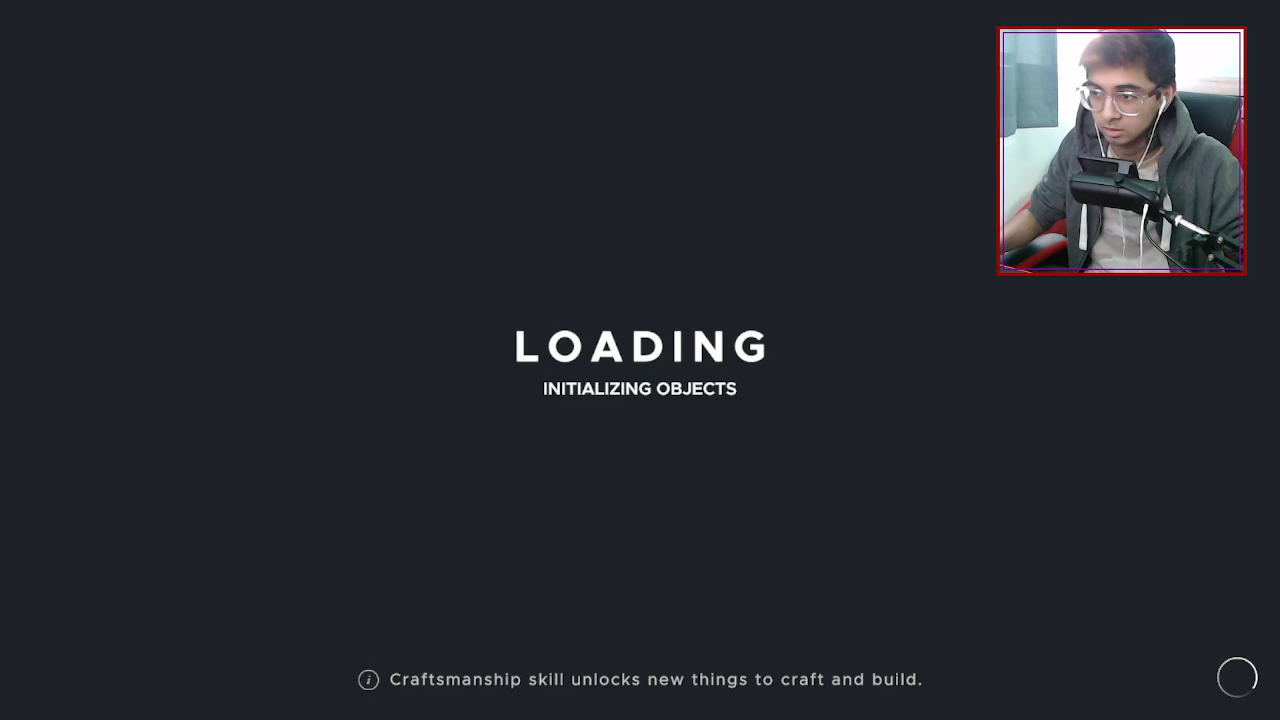 LOADING
INITIALIZING OBJECTS
Craftsmanship skill unlocks new things to craft and build.